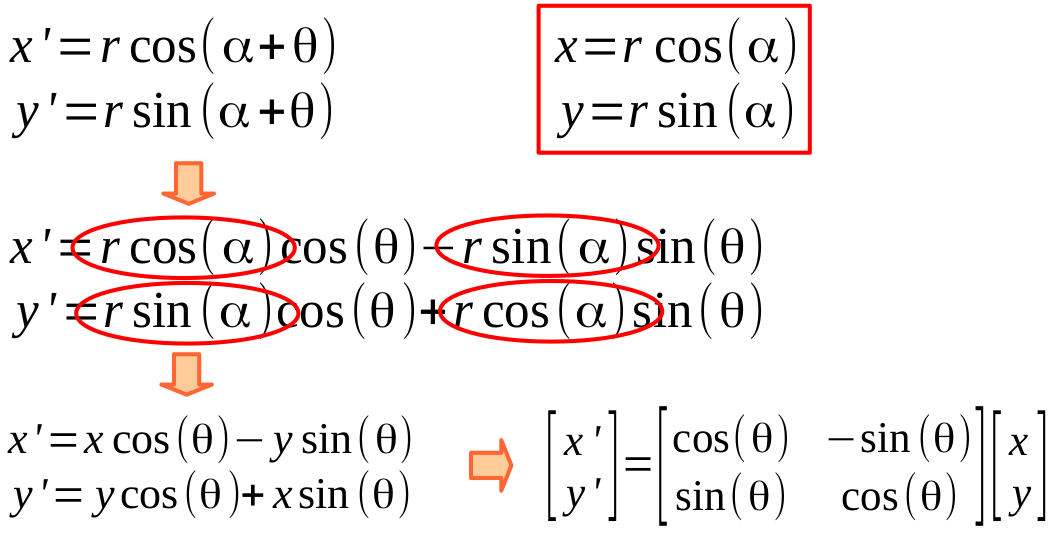 x'=r cos(α+θ)
y'=r sin(α+θ)
x=r cos(α)
y=r sin(α)
x'=r cos(α)cos(θ)−r sin(α)sin(θ)
y'=r sin(α)cos(θ)+r cos(α)sin(θ)
x'=x cos(θ)−y sin(θ)
y'=y cos(θ)+x sin(θ)
[x'] = [cos(θ) −sin(θ)] [x]
[y'] [sin(θ) cos(θ)] [y]